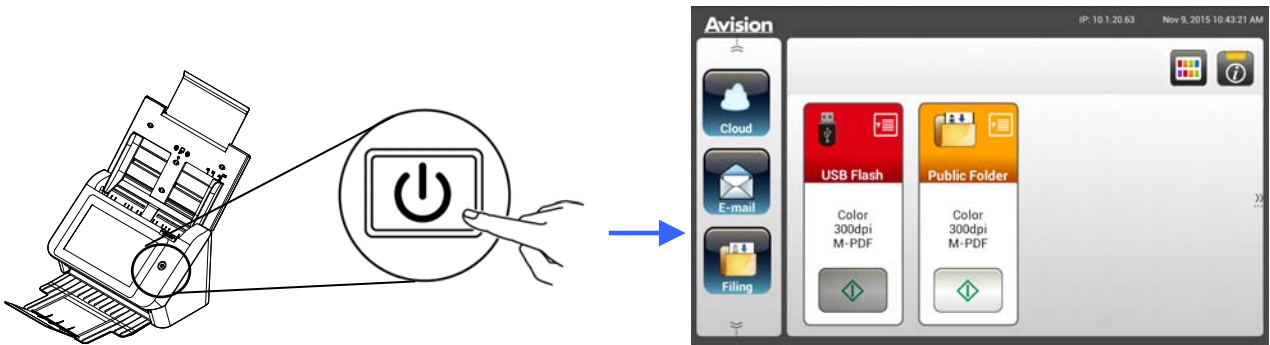 Avision
IP: 10.1.20.63 Nov 9, 2015 10:43:21 AM
Cloud
E-mail
Filing
USB Flash
Color
300dpi
M-PDF
Public Folder
Color
300dpi
M-PDF